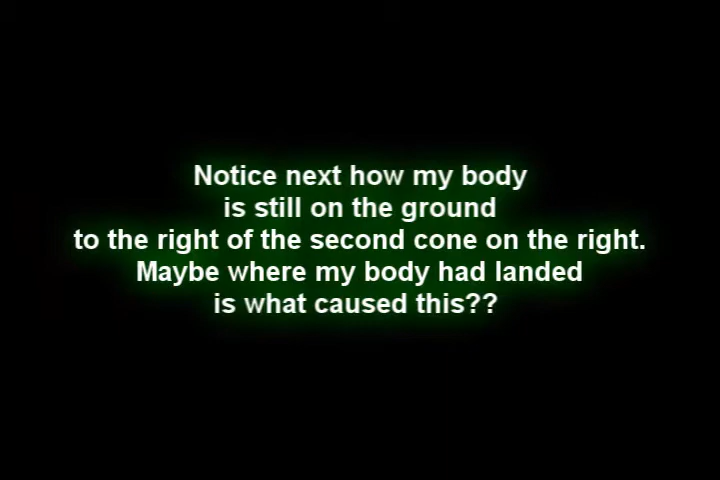 Notice next how my body
is still on the ground
to the right of the second cone on the right.
Maybe where my body had landed
is what caused this??